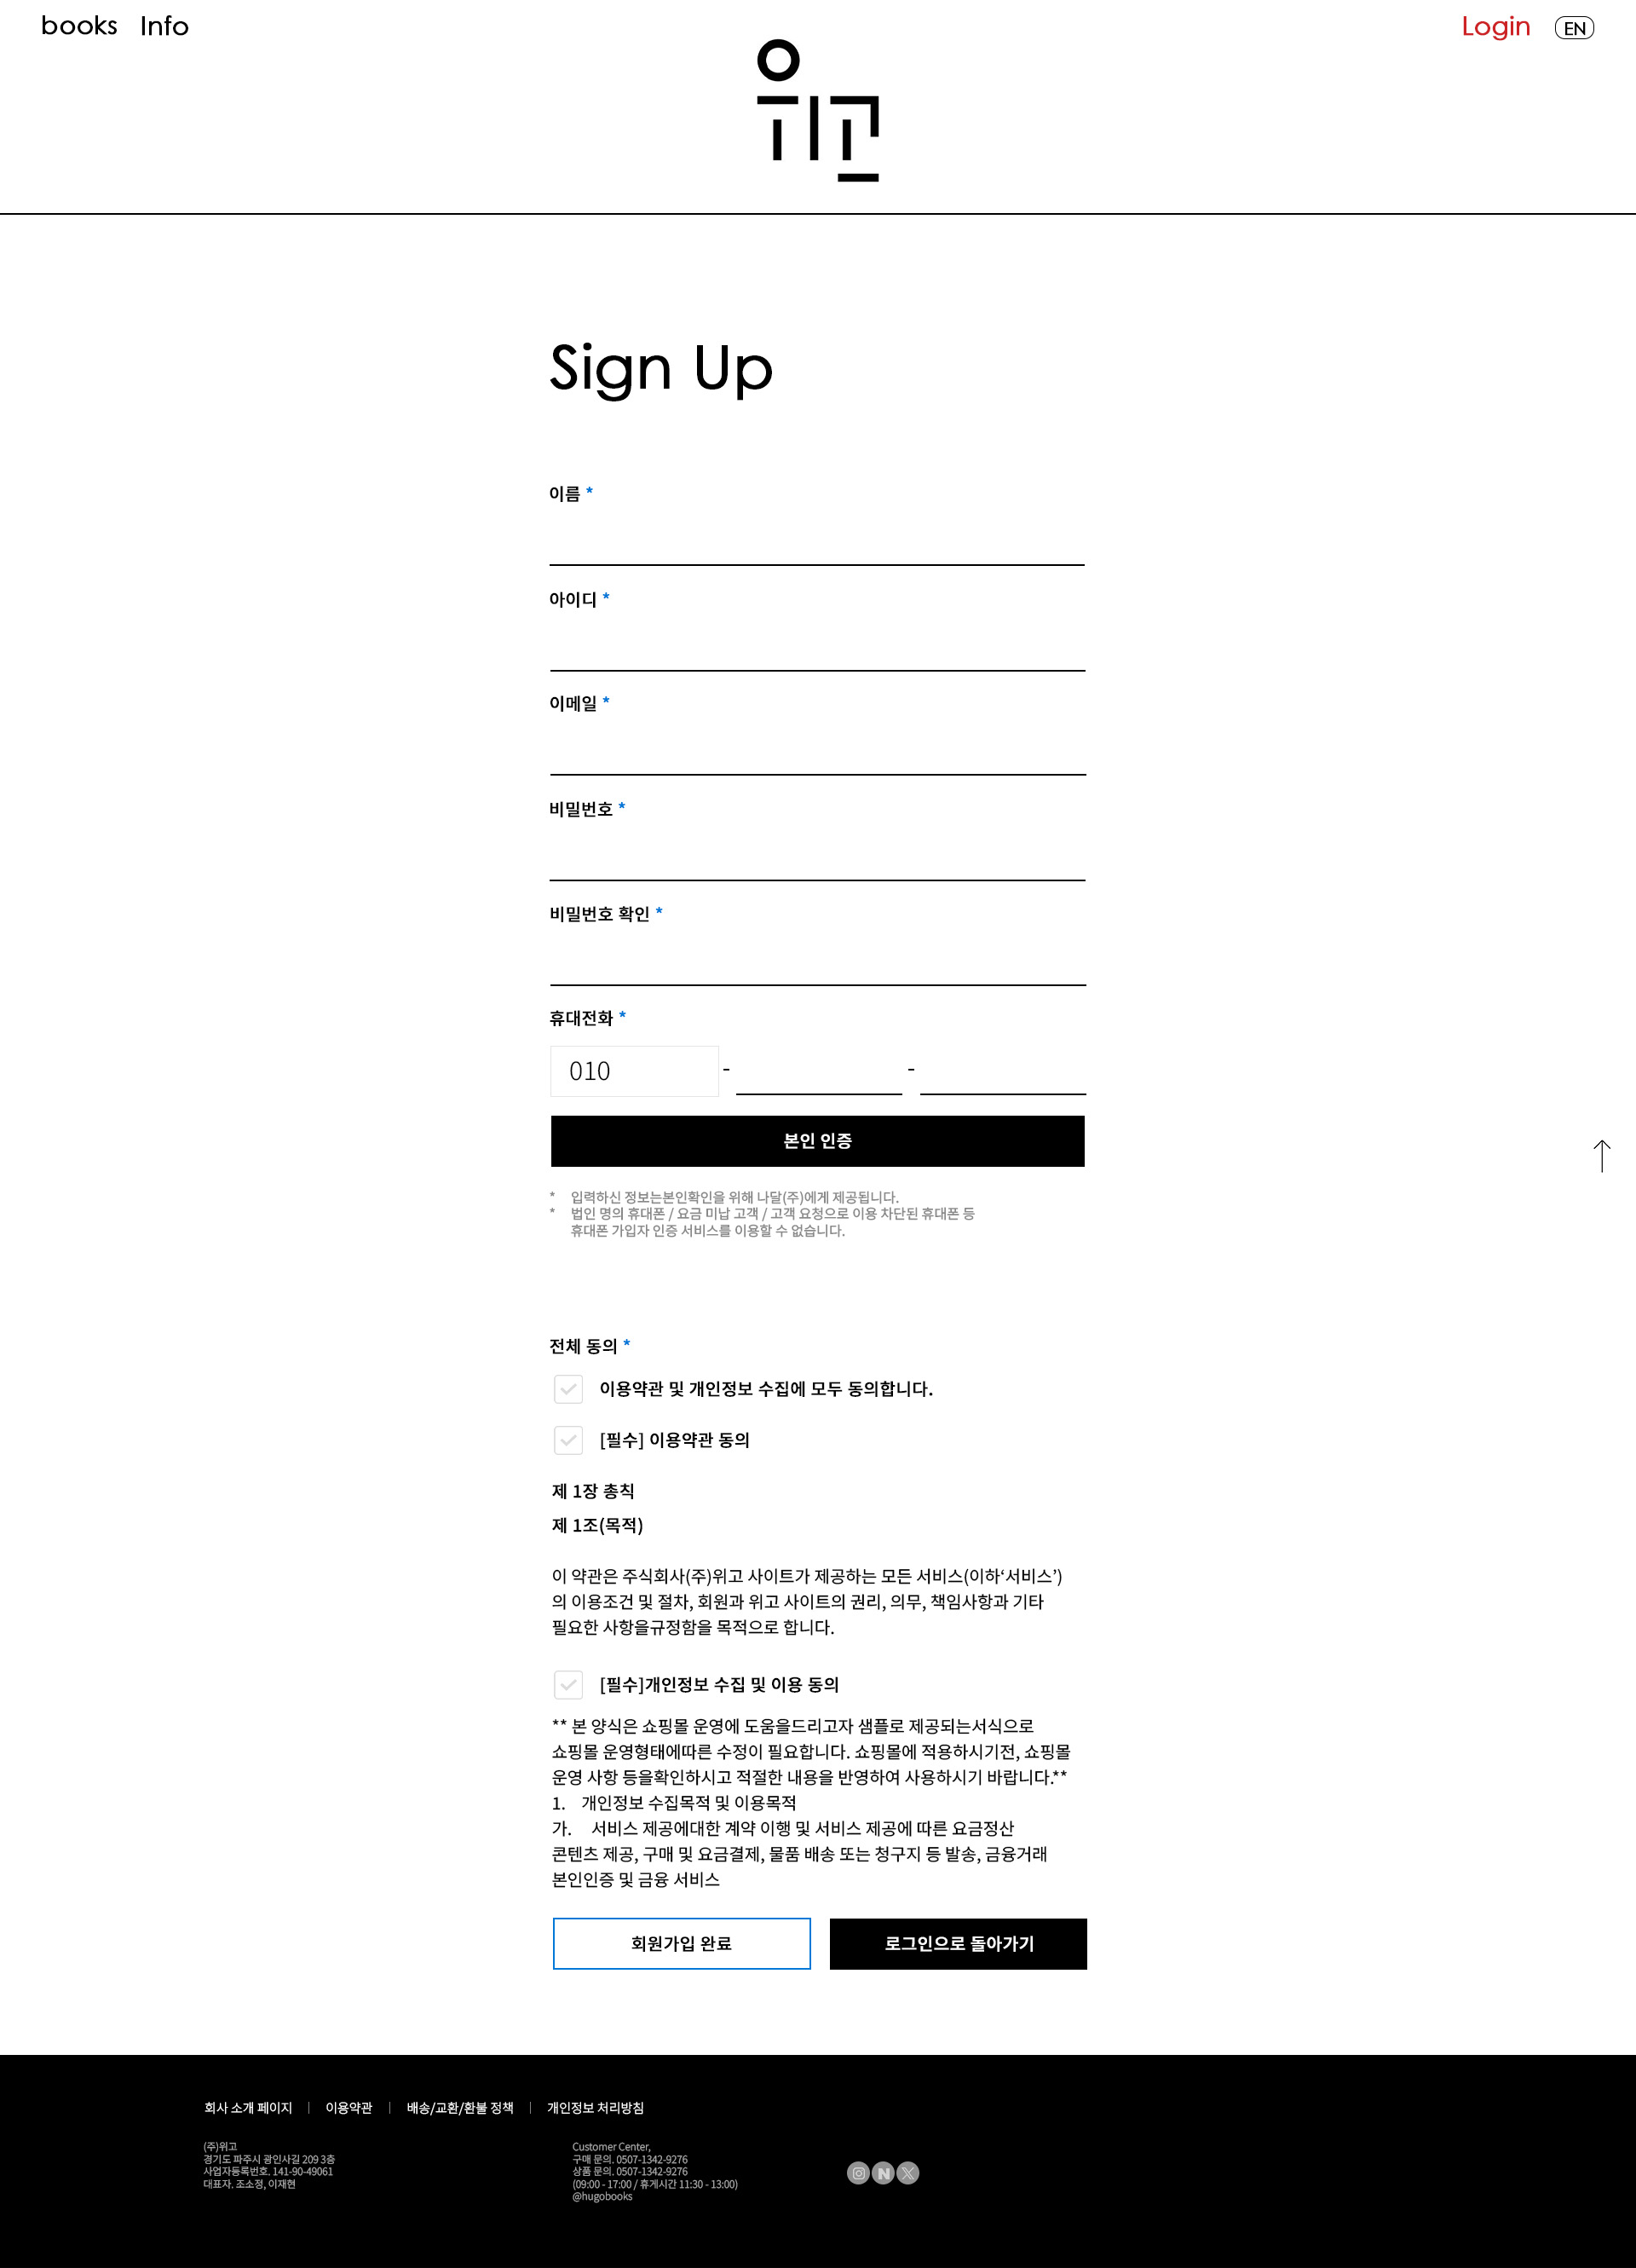 books Info
Login EN
위고
Sign Up
이름 *
아이디 *
이메일 *
비밀번호 *
비밀번호 확인 *
휴대전화 *
010 - -
본인 인증
* 입력하신 정보는본인확인을 위해 나달(주)에게 제공됩니다.
* 법인 명의 휴대폰 / 요금 미납 고객 / 고객 요청으로 이용 차단된 휴대폰 등
휴대폰 가입자 인증 서비스를 이용할 수 없습니다.
전체 동의 *
이용약관 및 개인정보 수집에 모두 동의합니다.
[필수] 이용약관 동의
제 1장 총칙
제 1조(목적)
이 약관은 주식회사(주)위고 사이트가 제공하는 모든 서비스(이하‘서비스’)
의 이용조건 및 절차, 회원과 위고 사이트의 권리, 의무, 책임사항과 기타
필요한 사항을규정함을 목적으로 합니다.
[필수]개인정보 수집 및 이용 동의
** 본 양식은 쇼핑몰 운영에 도움을드리고자 샘플로 제공되는서식으로
쇼핑몰 운영형태에따른 수정이 필요합니다. 쇼핑몰에 적용하시기전, 쇼핑몰
운영 사항 등을확인하시고 적절한 내용을 반영하여 사용하시기 바랍니다.**
1. 개인정보 수집목적 및 이용목적
가. 서비스 제공에대한 계약 이행 및 서비스 제공에 따른 요금정산
콘텐츠 제공, 구매 및 요금결제, 물품 배송 또는 청구지 등 발송, 금융거래
본인인증 및 금융 서비스
회원가입 완료
로그인으로 돌아가기
회사 소개 페이지 | 이용약관 | 배송/교환/환불 정책 | 개인정보 처리방침
(주)위고
경기도 파주시 광인사길 209 3층
사업자등록번호. 141-90-49061
대표자. 조소정, 이재현
Customer Center,
구매 문의. 0507-1342-9276
상품 문의. 0507-1342-9276
(09:00 - 17:00 / 휴게시간 11:30 - 13:00)
@hugobooks